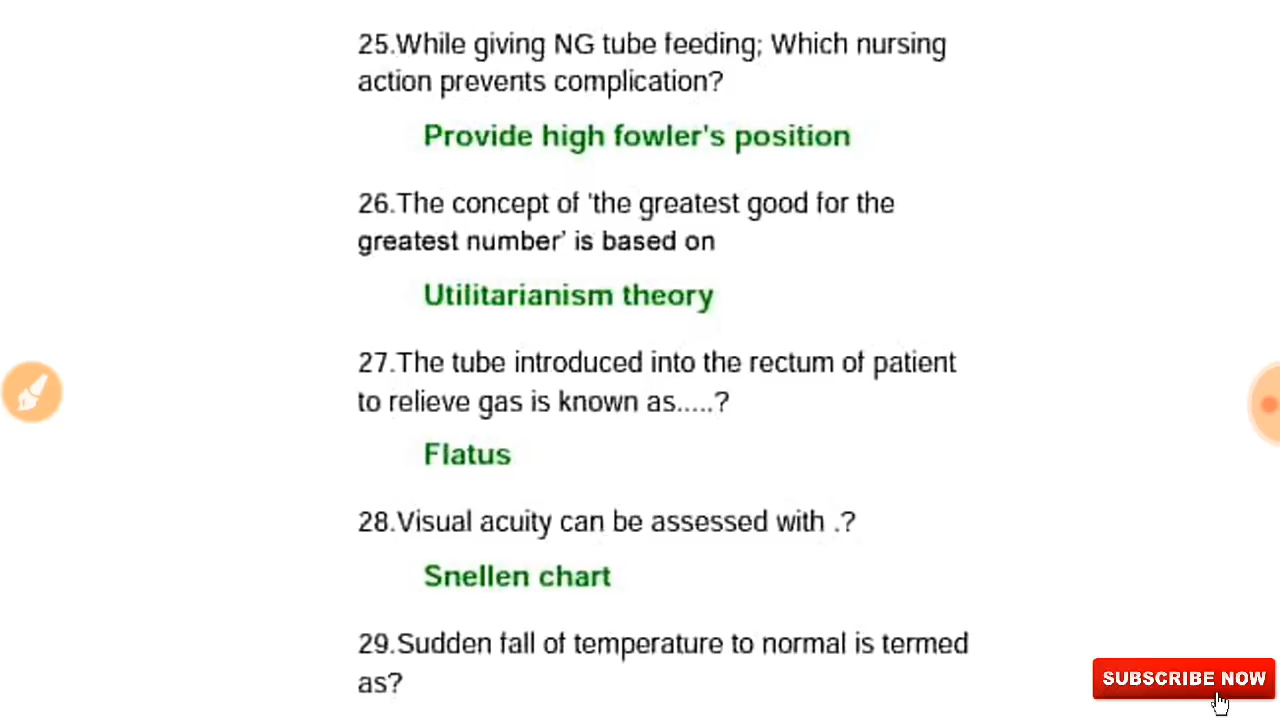 25.While giving NG tube feeding; Which nursing
action prevents complication?
Provide high fowler's position
26.The concept of 'the greatest good for the
greatest number' is based on
Utilitarianism theory
27.The tube introduced into the rectum of patient
to relieve gas is known as.....?
Flatus
28.Visual acuity can be assessed with .?
Snellen chart
29.Sudden fall of temperature to normal is termed
as?
SUBSCRIBE NOW